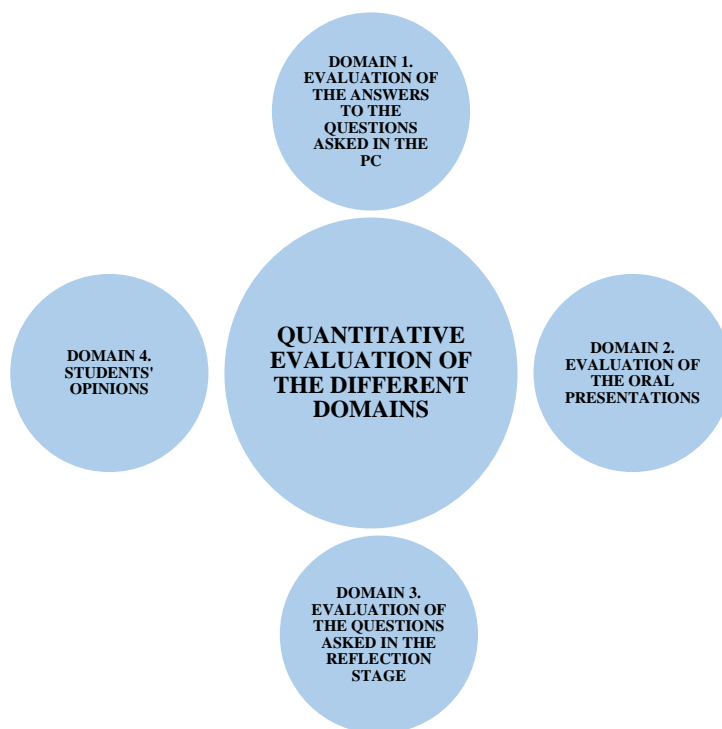 DOMAIN 1.
EVALUATION OF
THE ANSWERS
TO THE
QUESTIONS
ASKED IN THE
PC
QUANTITATIVE
EVALUATION OF
THE DIFFERENT
DOMAINS
DOMAIN 4.
STUDENTS'
OPINIONS
DOMAIN 2.
EVALUATION OF
THE ORAL
PRESENTATIONS
DOMAIN 3.
EVALUATION OF
THE QUESTIONS
ASKED IN THE
REFLECTION
STAGE